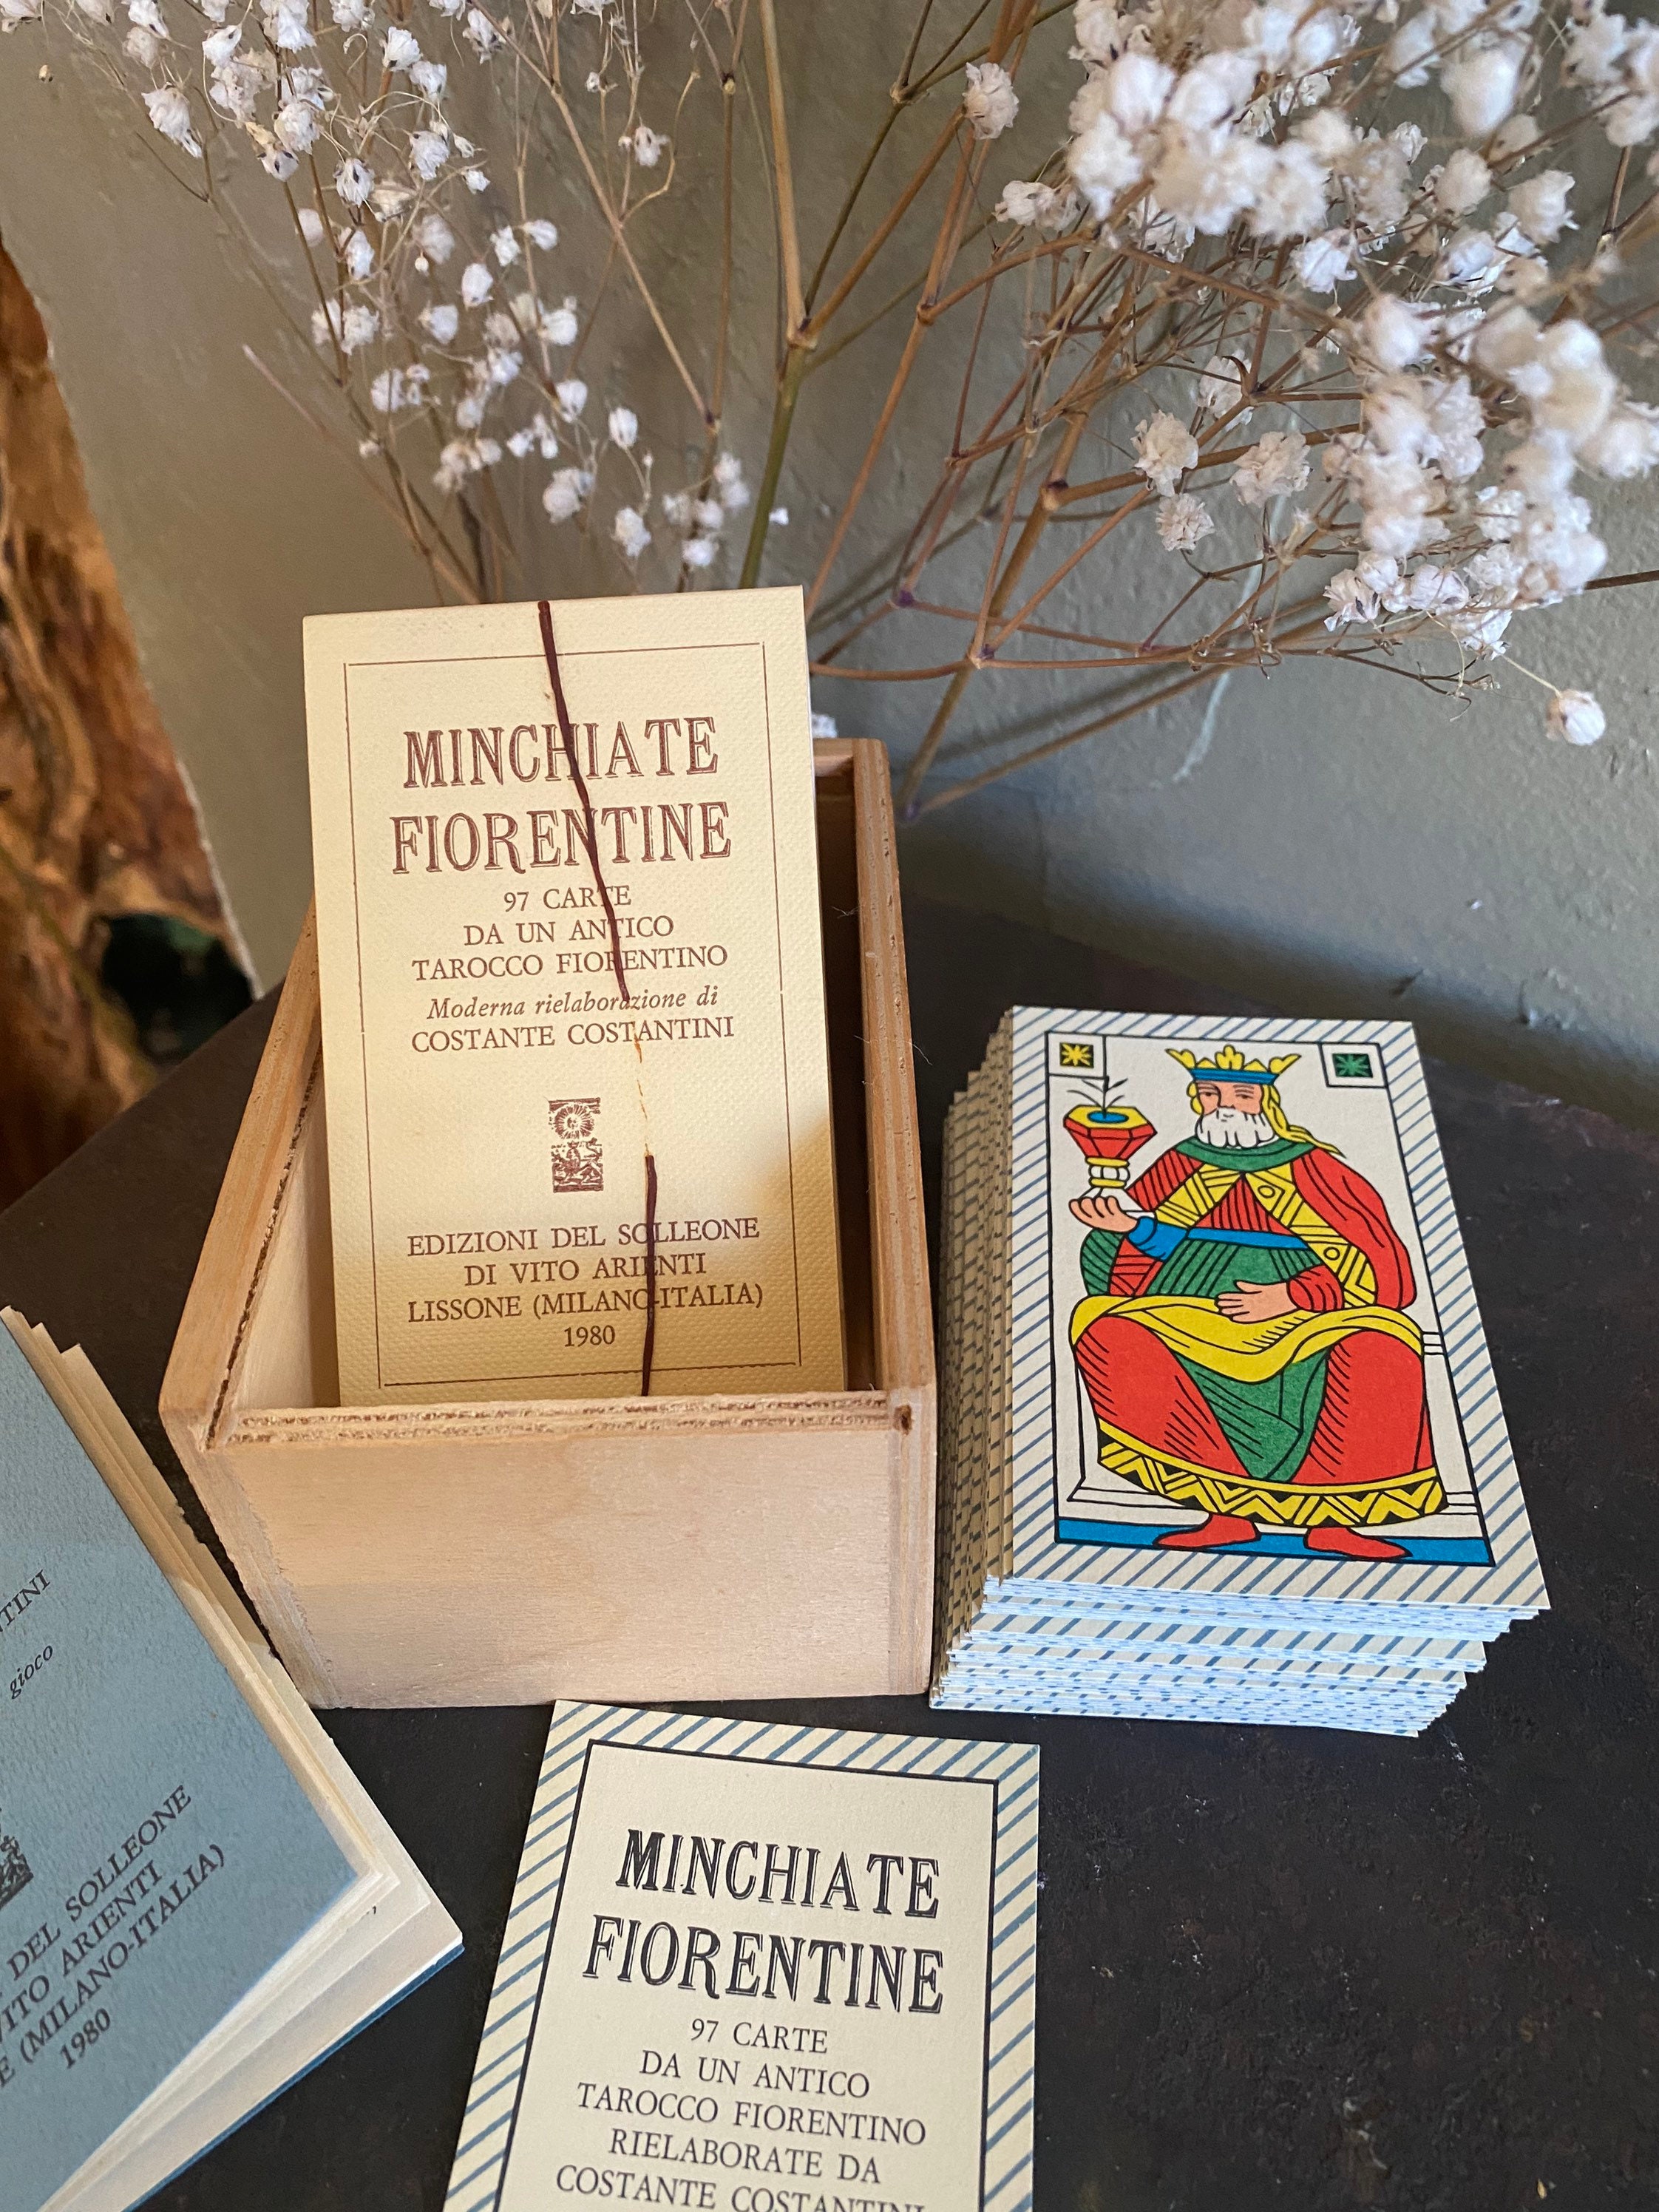 MINCHIATE
FIORENTINE
97 CARTE
DA UN ANTICO
TAROCCO FIORENTINO
Moderna rielaborazione di
COSTANTE COSTANTINI
EDIZIONI DEL SOLLEONE
DI VITO ARIENTI
LISSONE (MILANO-ITALIA)
1980
gioco
DEL SOLLEONE
VITO ARIENTI
(MILANO-ITALIA)
1980
MINCHIATE
FIORENTINE
97 CARTE
DA UN ANTICO
TAROCCO FIORENTINO
RIELABORATE DA
COSTANTE COSTANTINI